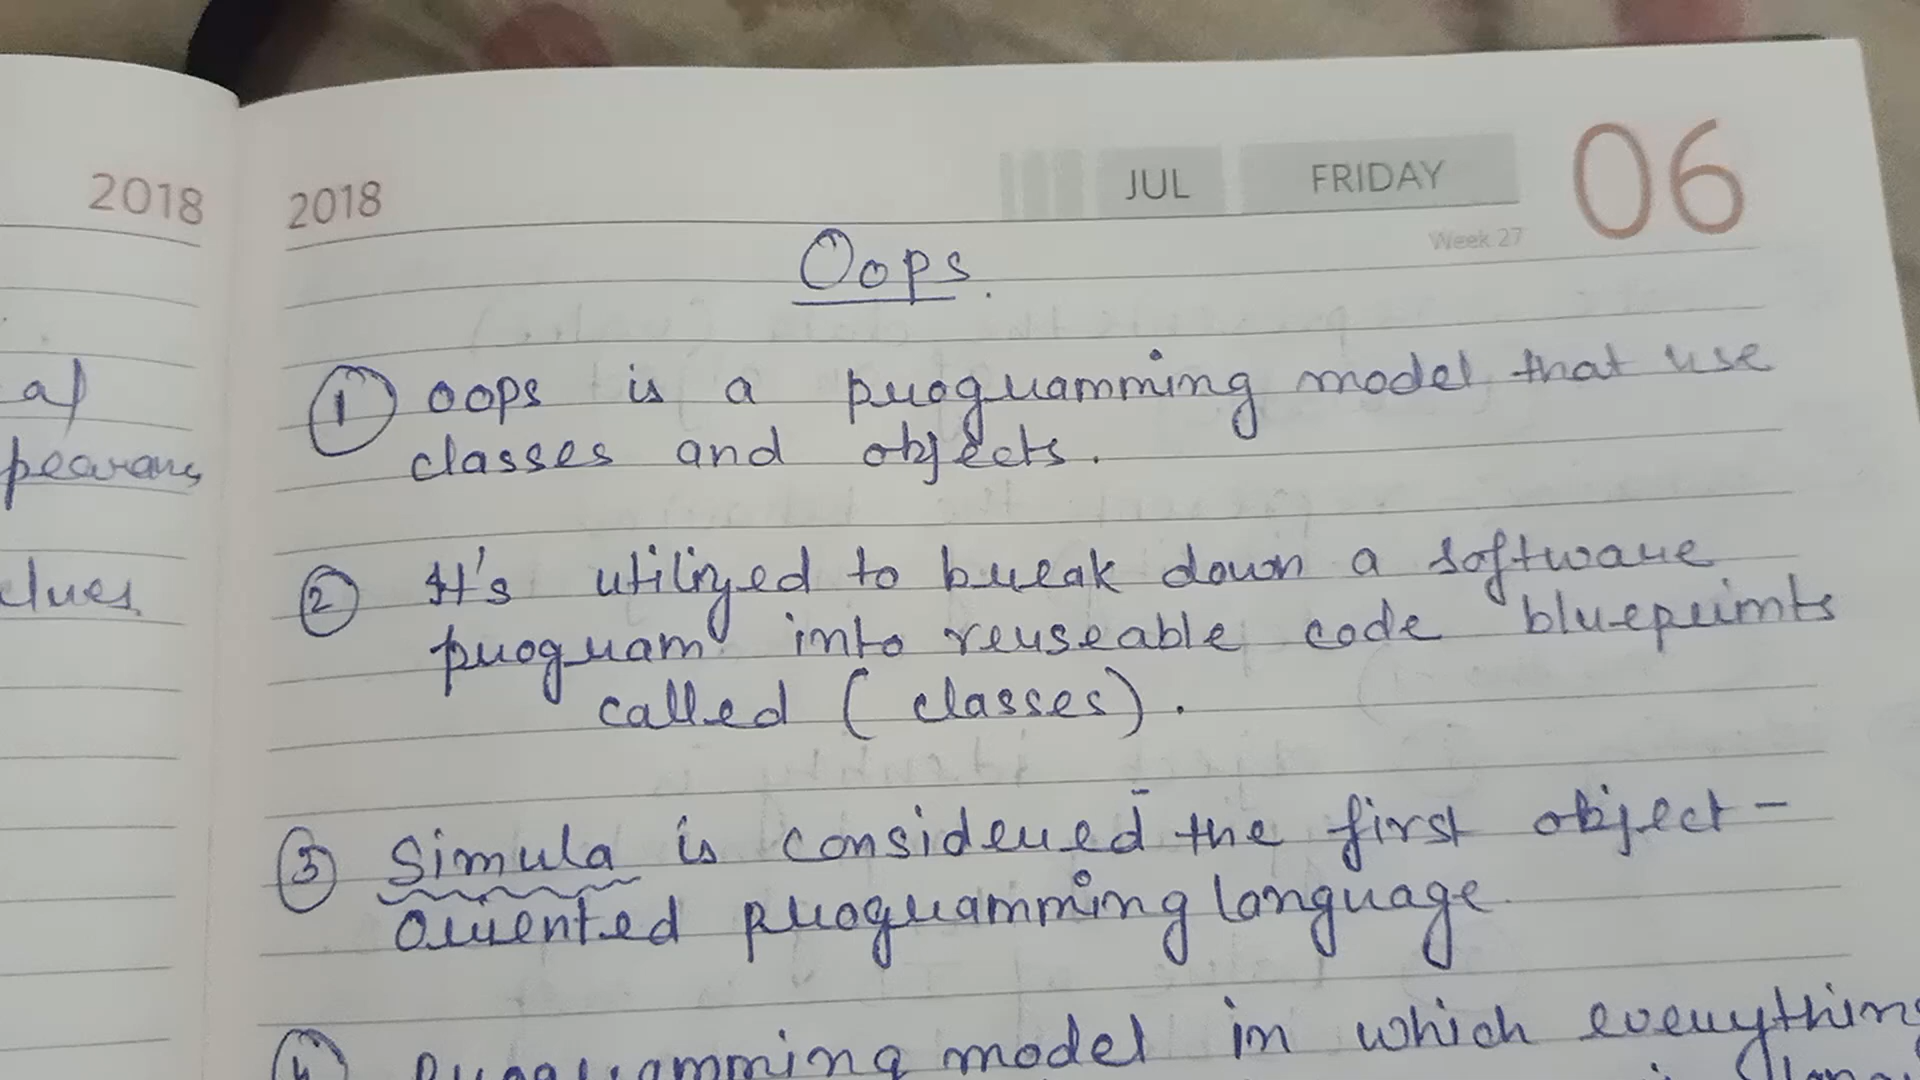 2018
al
pearans
lues
2018 JUL FRIDAY 06
Week 27
Oops.
① oops is a programming model that use
classes and objects.
② It's utilized to break down a software
program into reuseable code blueprints
called (classes).
③ Simula is considered the first object-
oriented programming language
④ Programming model in which everything